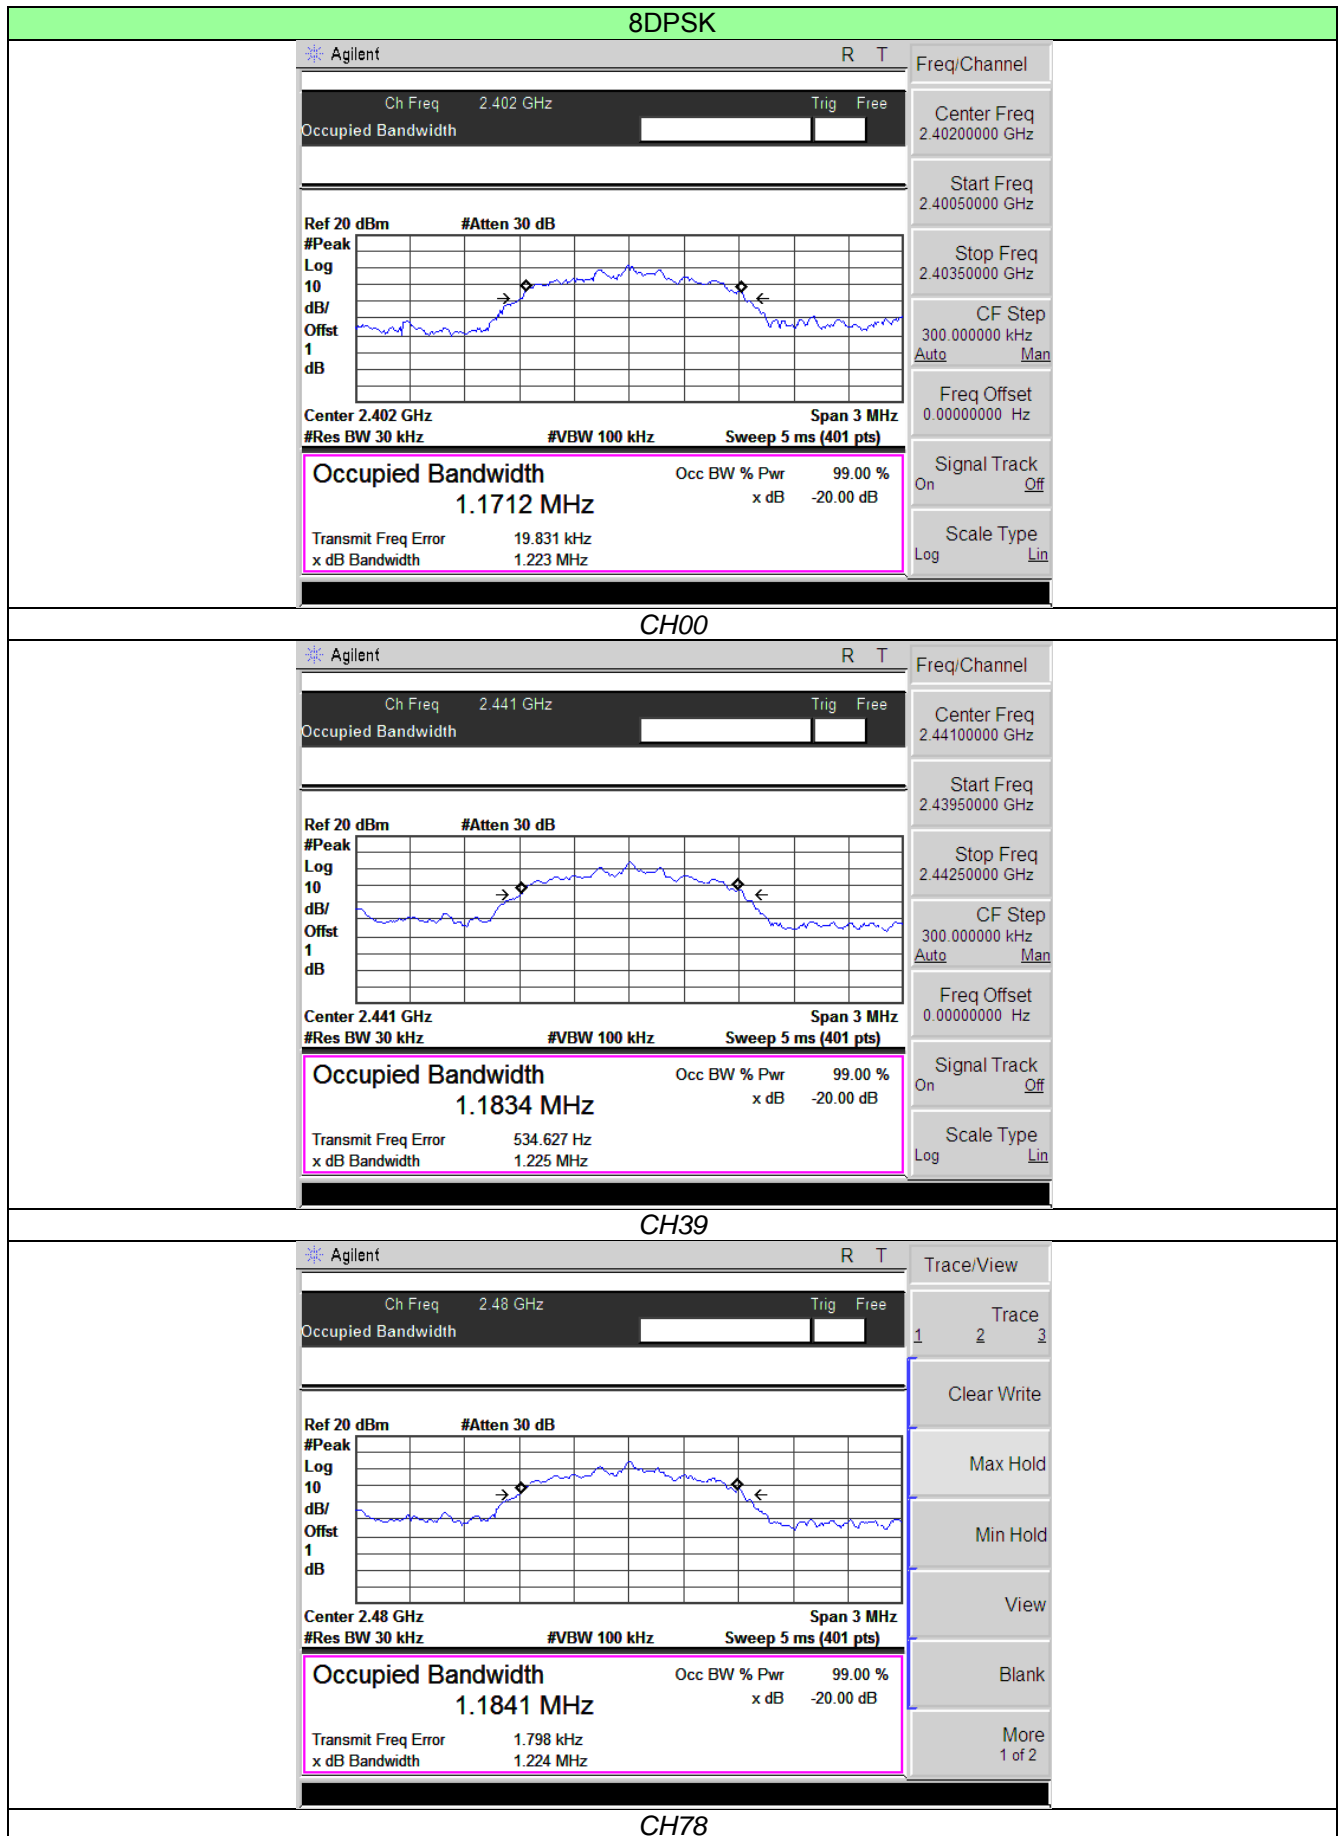 8DPSK
Agilent R T
Freq/Channel
Ch Freq 2.402 GHz Trig Free
Occupied Bandwidth
Center Freq
2.40200000 GHz
Start Freq
2.40050000 GHz
Stop Freq
2.40350000 GHz
CF Step
300.000000 kHz
Auto Man
Freq Offset
0.00000000 Hz
Signal Track
On Off
Scale Type
Log Lin
Ref 20 dBm #Atten 30 dB
#Peak
Log
10
dB/
Offst
1
dB
Center 2.402 GHz Span 3 MHz
#Res BW 30 kHz #VBW 100 kHz Sweep 5 ms (401 pts)
Occupied Bandwidth Occ BW % Pwr 99.00 %
1.1712 MHz x dB -20.00 dB
Transmit Freq Error 19.831 kHz
x dB Bandwidth 1.223 MHz
CH00
Agilent R T
Freq/Channel
Ch Freq 2.441 GHz Trig Free
Occupied Bandwidth
Center Freq
2.44100000 GHz
Start Freq
2.43950000 GHz
Stop Freq
2.44250000 GHz
CF Step
300.000000 kHz
Auto Man
Freq Offset
0.00000000 Hz
Signal Track
On Off
Scale Type
Log Lin
Ref 20 dBm #Atten 30 dB
#Peak
Log
10
dB/
Offst
1
dB
Center 2.441 GHz Span 3 MHz
#Res BW 30 kHz #VBW 100 kHz Sweep 5 ms (401 pts)
Occupied Bandwidth Occ BW % Pwr 99.00 %
1.1834 MHz x dB -20.00 dB
Transmit Freq Error 534.627 Hz
x dB Bandwidth 1.225 MHz
CH39
Agilent R T
Trace/View
Ch Freq 2.48 GHz Trig Free
Occupied Bandwidth
Trace
1 2 3
Clear Write
Max Hold
Min Hold
View
Blank
More
1 of 2
Ref 20 dBm #Atten 30 dB
#Peak
Log
10
dB/
Offst
1
dB
Center 2.48 GHz Span 3 MHz
#Res BW 30 kHz #VBW 100 kHz Sweep 5 ms (401 pts)
Occupied Bandwidth Occ BW % Pwr 99.00 %
1.1841 MHz x dB -20.00 dB
Transmit Freq Error 1.798 kHz
x dB Bandwidth 1.224 MHz
CH78